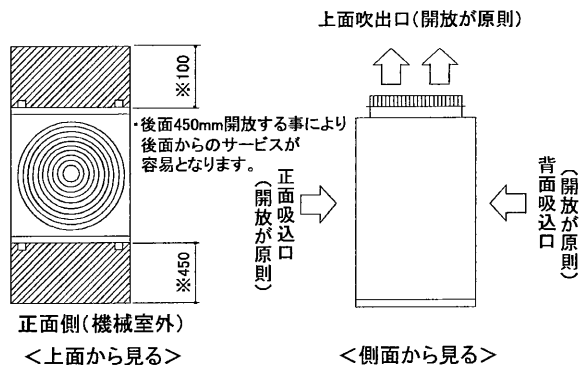 上面吹出口(開放が原則)
※100
・後面450mm開放する事により
後面からのサービスが
容易となります。
正面吸込口
(開放が原則)
背面吸込口
(開放が原則)
※450
正面側(機械室外)
<上面から見る>
<側面から見る>